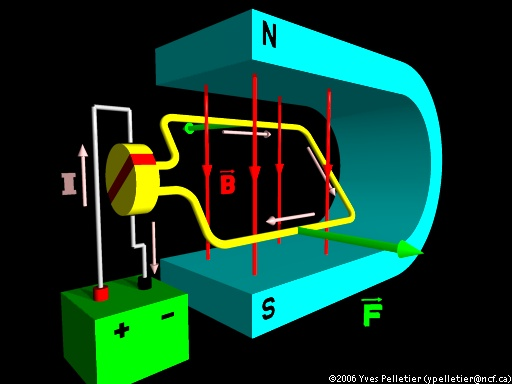 N
I
B
S
+
-
F
©2006 Yves Pelletier (ypelletier@ncf.ca)